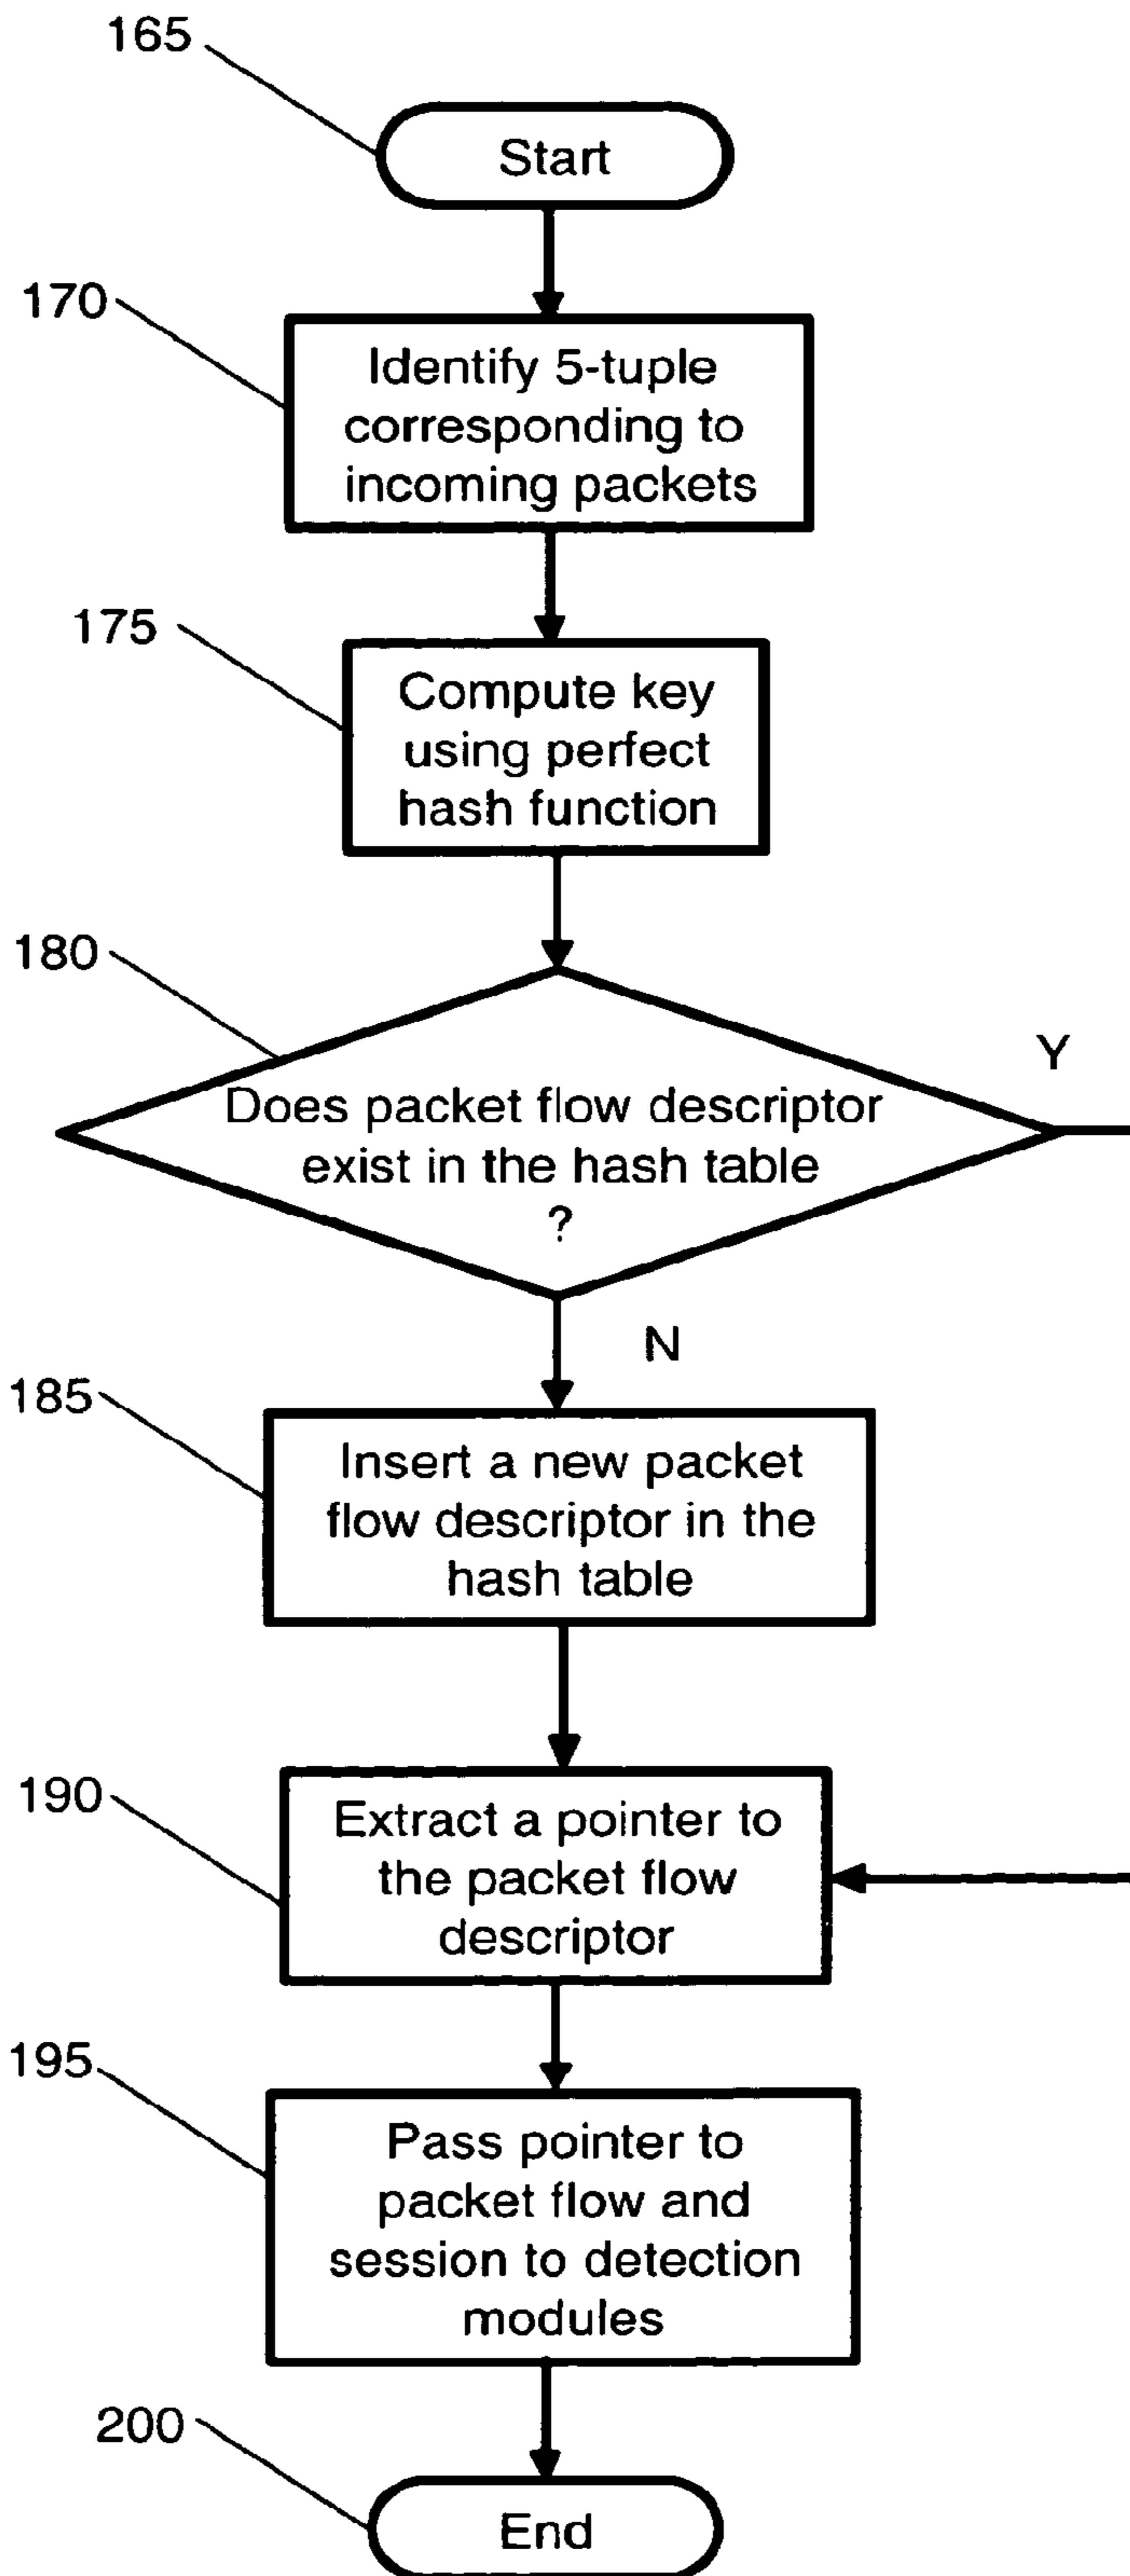 165
Start
170
Identify 5-tuple
corresponding to
incoming packets
175
Compute key
using perfect
hash function
180
Y
Does packet flow descriptor
exist in the hash table
?
N
185
Insert a new packet
flow descriptor in the
hash table
190
Extract a pointer to
the packet flow
descriptor
195
Pass pointer to
packet flow and
session to detection
modules
200
End